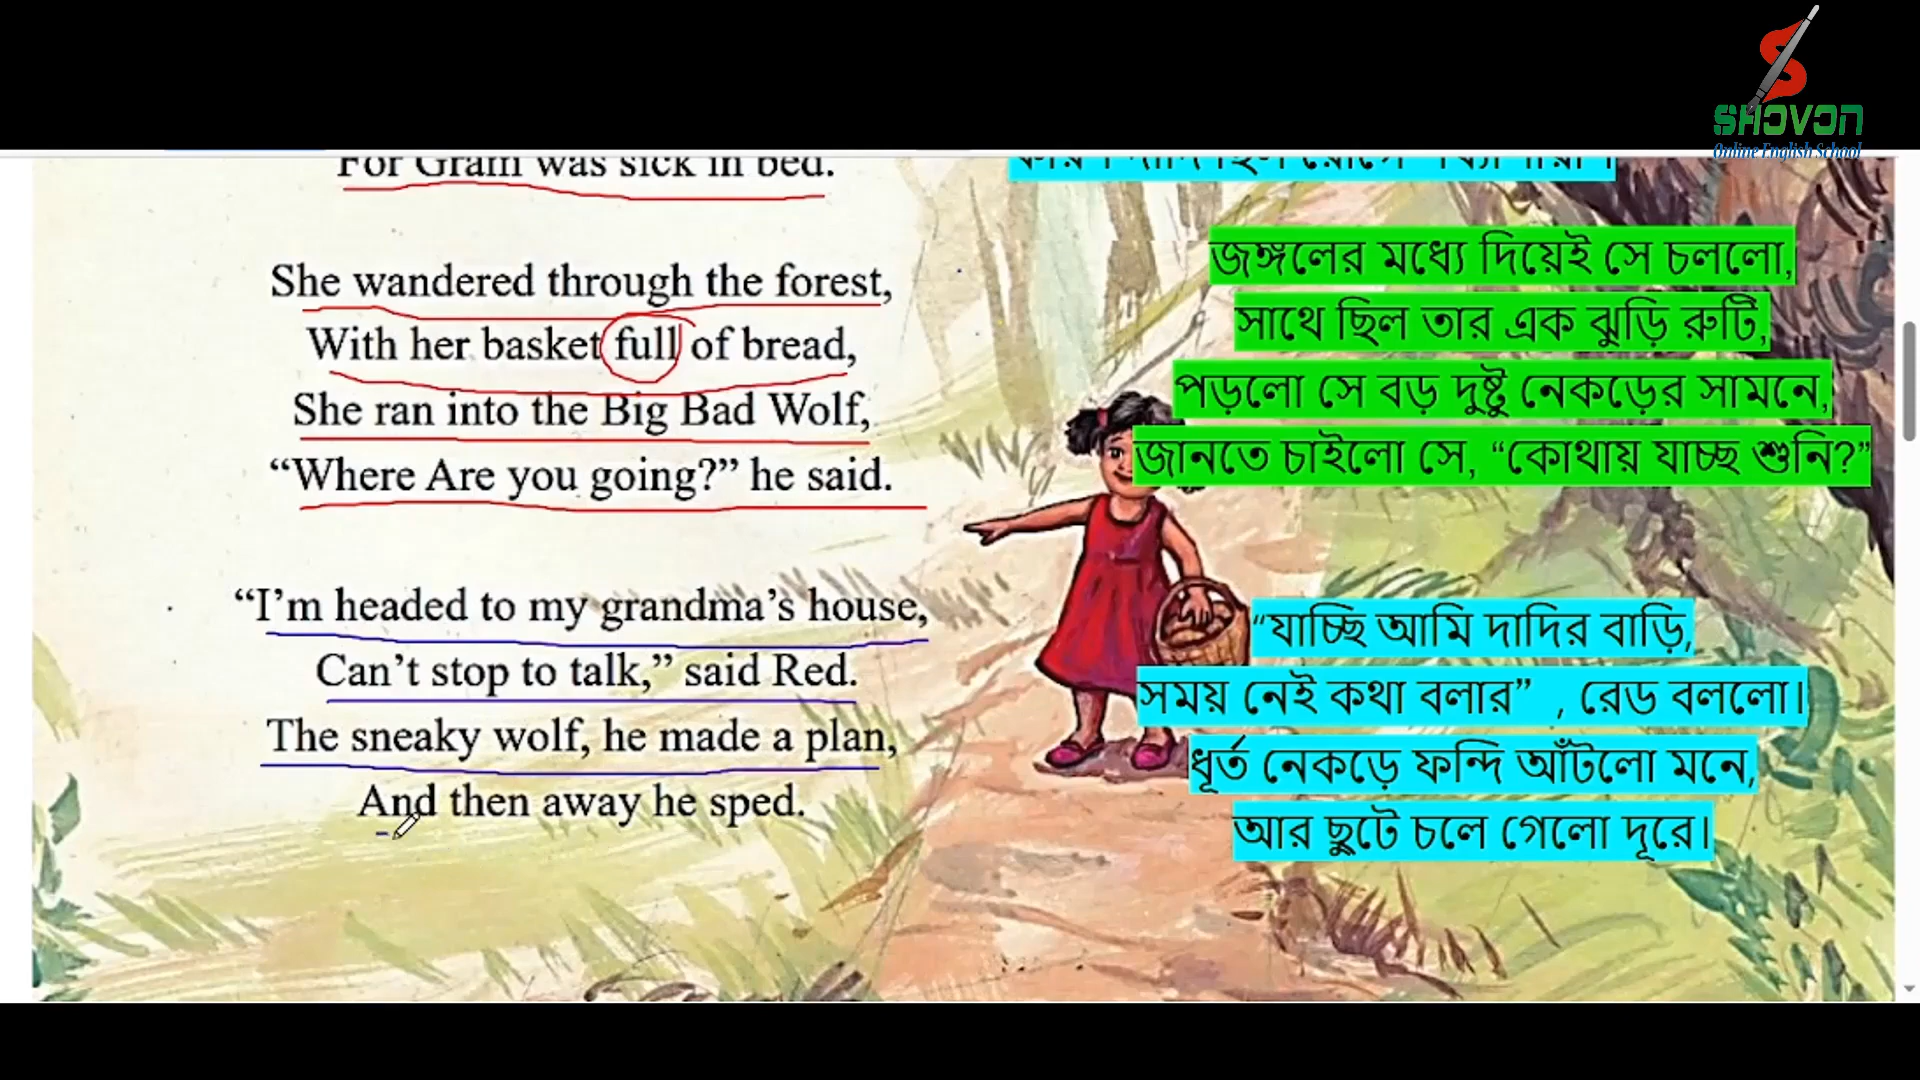 SHOVON
Online English School
For Gram was sick in bed.
She wandered through the forest,
With her basket full of bread,
She ran into the Big Bad Wolf,
“Where Are you going?” he said.
“I’m headed to my grandma’s house,
Can’t stop to talk,” said Red.
The sneaky wolf, he made a plan,
And then away he sped.
জঙ্গলের মধ্যে দিয়েই সে চললো,
সাথে ছিল তার এক ঝুড়ি রুটি,
পড়লো সে বড় দুষ্টু নেকড়ের সামনে,
জানতে চাইলো সে, “কোথায় যাচ্ছ শুনি?”
“যাচ্ছি আমি দাদির বাড়ি,
সময় নেই কথা বলার” , রেড বললো।
ধূর্ত নেকড়ে ফন্দি আঁটলো মনে,
আর ছুটে চলে গেলো দূরে।